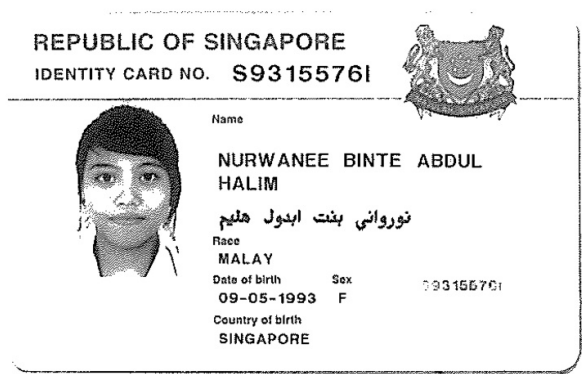 REPUBLIC OF SINGAPORE
IDENTITY CARD NO. S9315576I
Name
NURWANEE BINTE ABDUL
HALIM
نورواني بنت ابدول هليم
Race
MALAY
Date of birth Sex
09-05-1993 F
Country of birth
SINGAPORE